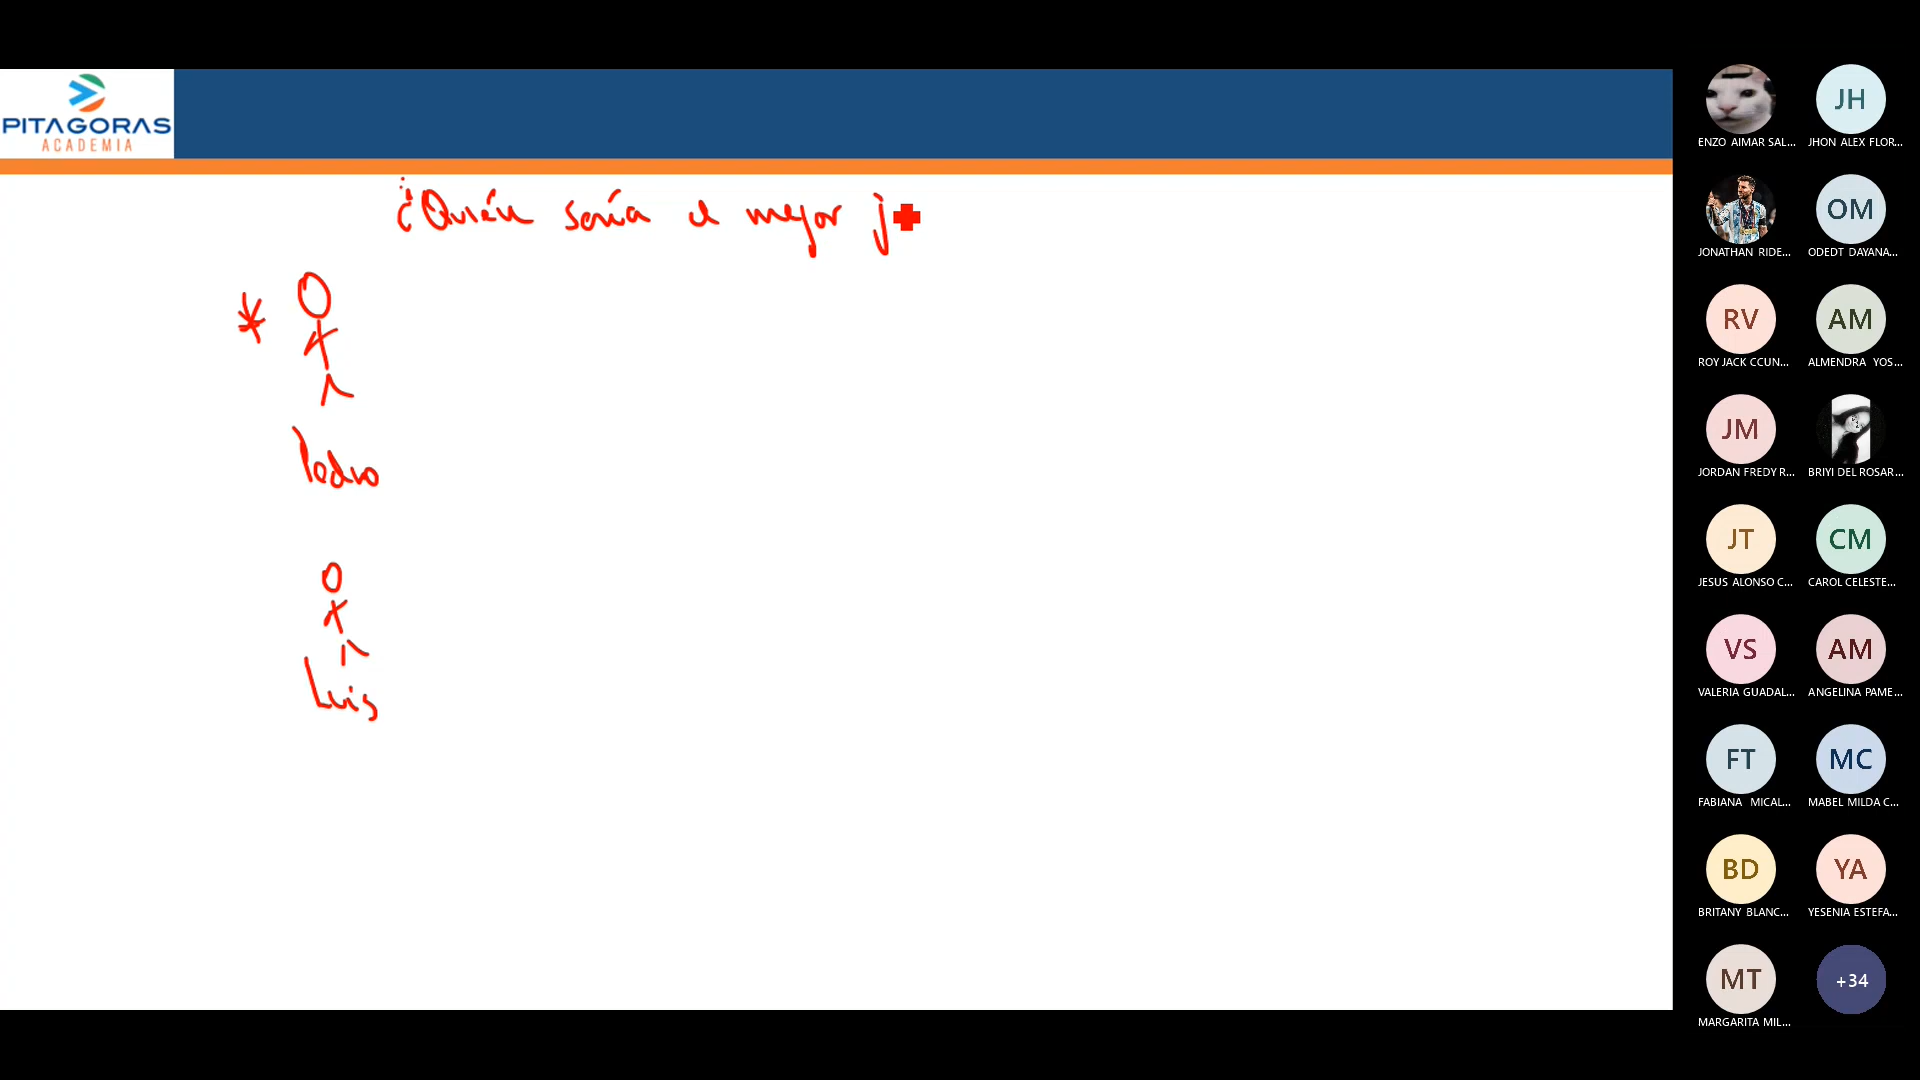 PITAGORAS
ACADEMIA
¿Quién sería el mejor j
*
Pedro
Luis
ENZO AIMAR SAL...
JH
JHON ALEX FLOR...
JONATHAN RIDE...
OM
ODEDT DAYANA...
RV
ROY JACK CCUN...
AM
ALMENDRA YOS...
JM
JORDAN FREDY R...
BRIYI DEL ROSAR...
JT
JESUS ALONSO C...
CM
CAROL CELESTE...
VS
VALERIA GUADAL...
AM
ANGELINA PAME...
FT
FABIANA MICAL...
MC
MABEL MILDA C...
BD
BRITANY BLANC...
YA
YESENIA ESTEFA...
MT
MARGARITA MIL...
+34